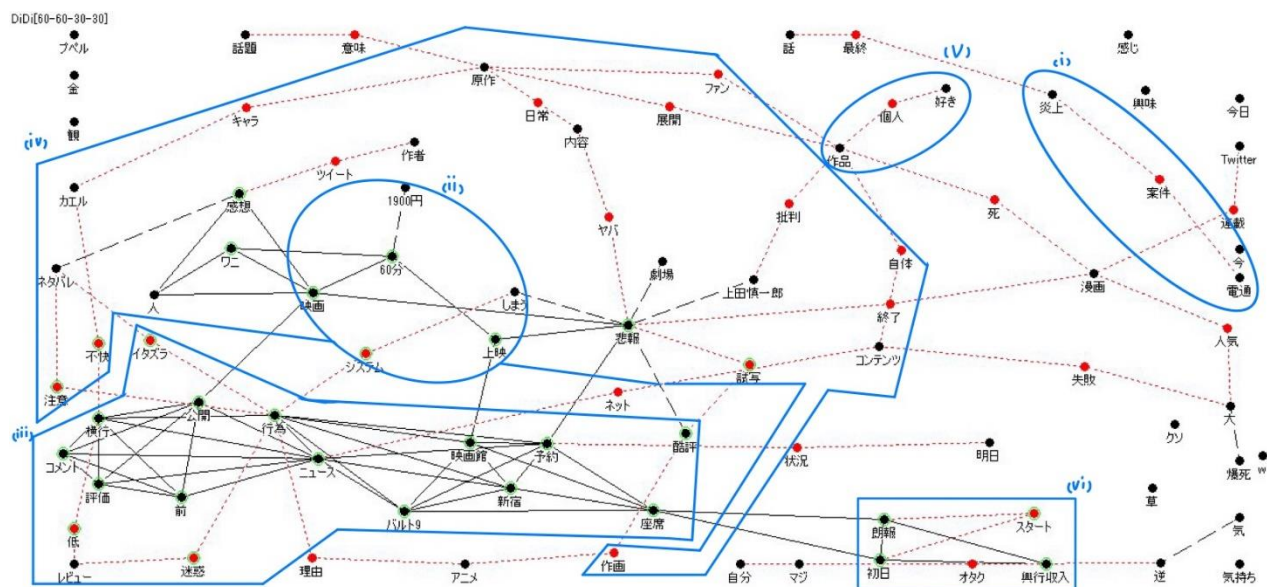 DiDi[60-60-30-30]
プペル
話題
意味
話
最終
感じ
(v)
(i)
原作
金
ファン
好き
炎上
興味
今日
個人
キャラ
日常
展開
観
(iv)
内容
作者
作品
Twitter
ツイート
(ii)
案件
カエル
1900円
感想
批判
死
連載
ヤバ
ワニ
60分
自体
今
ネタバレ
劇場
上田慎一郎
漫画
電通
人
映画
しまう
終了
悲報
人気
不快
イタズラ
上映
コンテンツ
システム
試写
失敗
注意
ネット
公開
大
横行
行為
(iii)
クソ
酷評
映画館
予約
状況
明日
コメント
ニュース
爆死
w
評価
前
新宿
草
(vi)
バルト9
座席
朗報
スタート
気
低
レビュー
迷惑
理由
アニメ
作画
自分
マジ
初日
オタク
興行収入
逆
気持ち